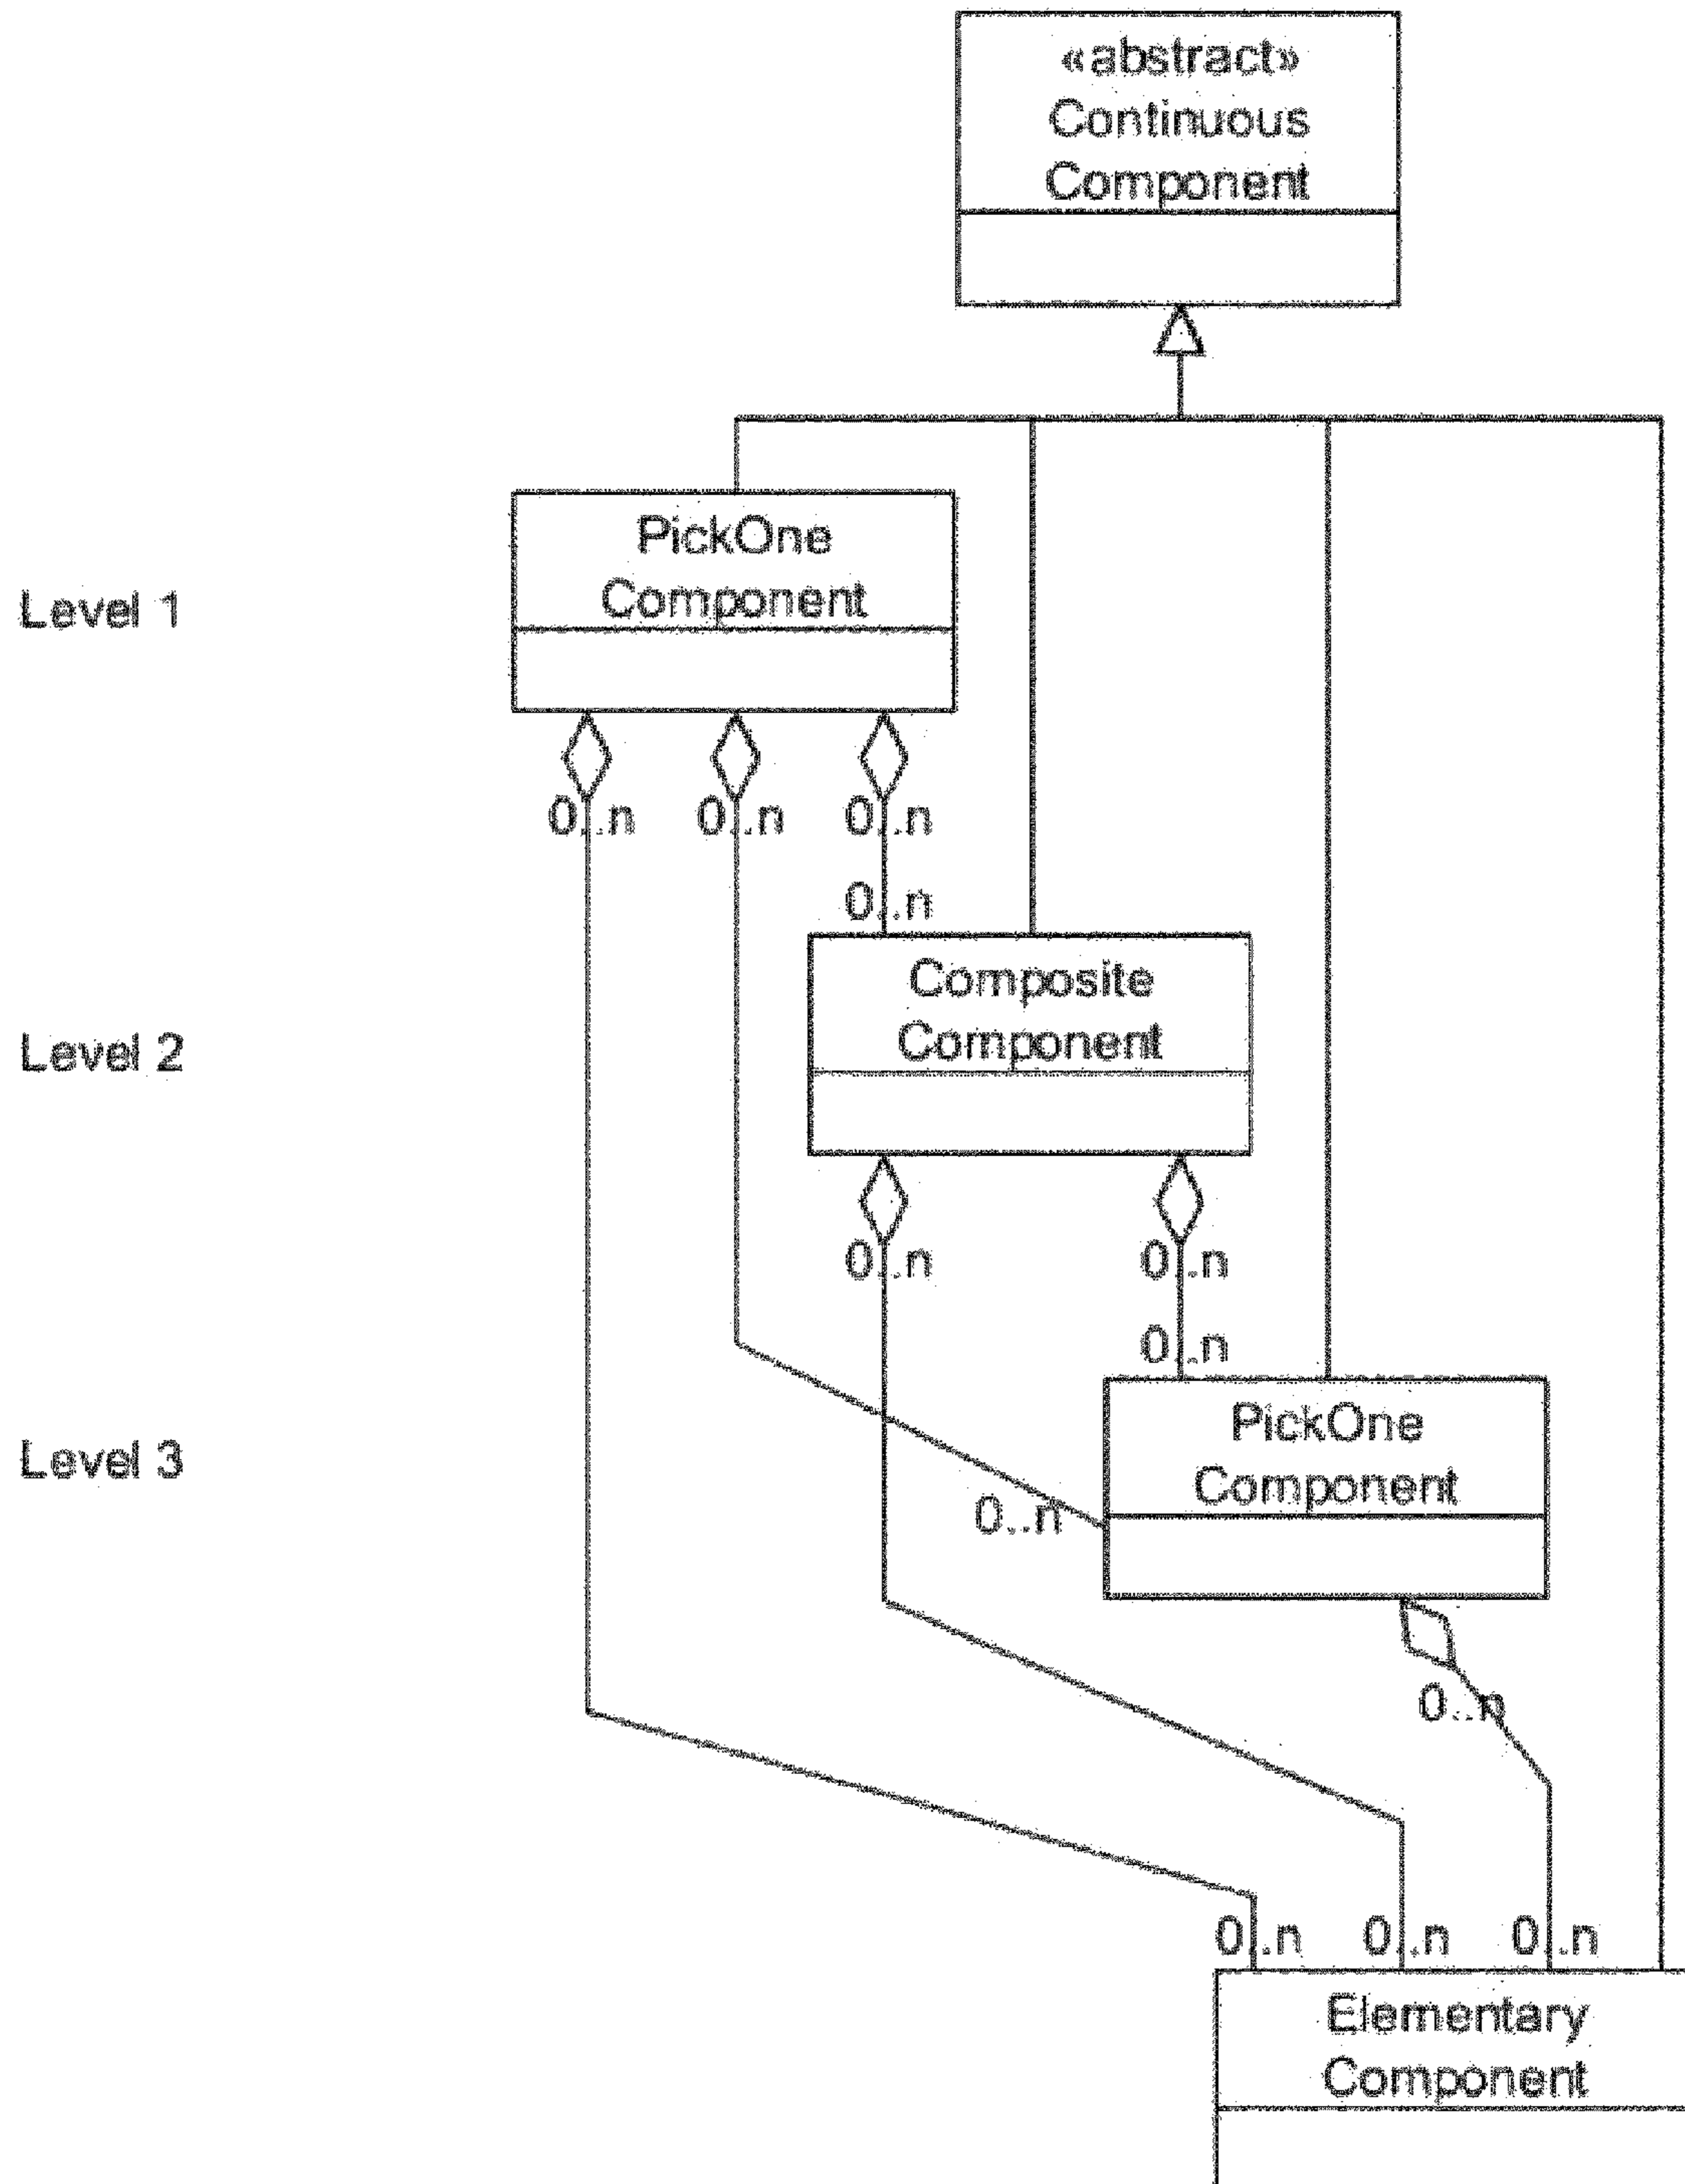 «abstract»
Continuous
Component
PickOne
Component
Level 1
0..n
0..n
0..n
0..n
Composite
Component
Level 2
0..n
0..n
0..n
PickOne
Component
Level 3
0..n
0..n
0..n
0..n
0..n
Elementary
Component